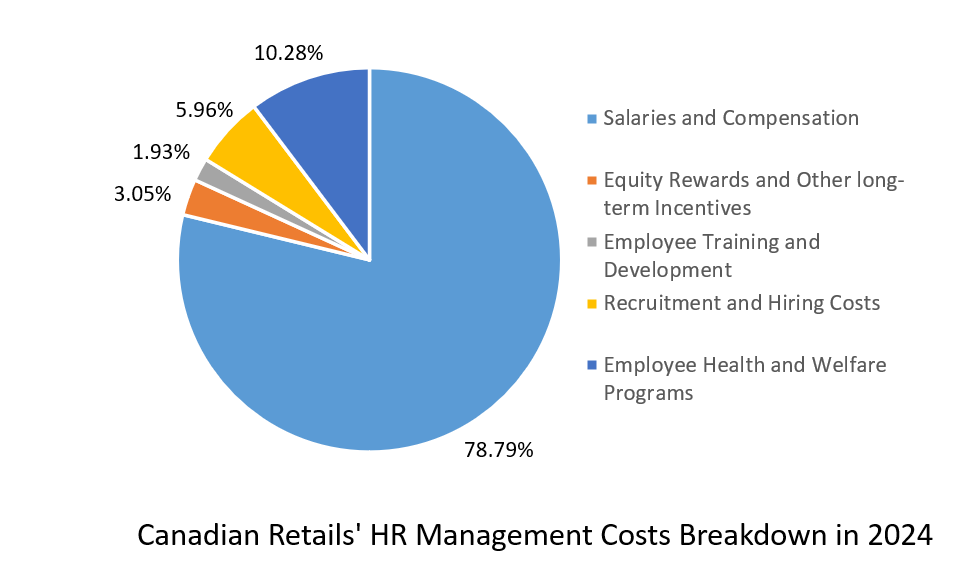 10.28%
5.96%
1.93%
3.05%
78.79%
Salaries and Compensation
Equity Rewards and Other long-
term Incentives
Employee Training and
Development
Recruitment and Hiring Costs
Employee Health and Welfare
Programs
Canadian Retails' HR Management Costs Breakdown in 2024